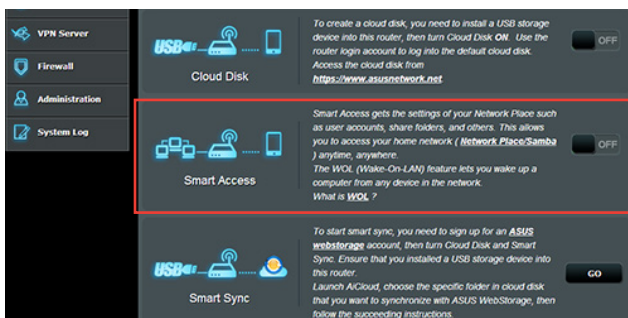 VPN Server
Firewall
Administration
System Log
USB
Cloud Disk
To create a cloud disk, you need to install a USB storage
device into this router, then turn Cloud Disk ON. Use the
router login account to log into the default cloud disk.
Access the cloud disk from
https://www.asusnetwork.net.
OFF
Smart Access
Smart Access gets the settings of your Network Place such
as user accounts, share folders, and others. This allows
you to access your home network ( Network Place/Samba
) anytime, anywhere.
The WOL (Wake-On-LAN) feature lets you wake up a
computer from any device in the network.
What is WOL ?
OFF
USB
Smart Sync
To start smart sync, you need to sign up for an ASUS
webstorage account, then turn Cloud Disk and Smart
Sync. Ensure that you installed a USB storage device into
this router.
Launch AiCloud, choose the specific folder in cloud disk
that you want to synchronize with ASUS WebStorage, then
follow the succeeding instructions.
GO